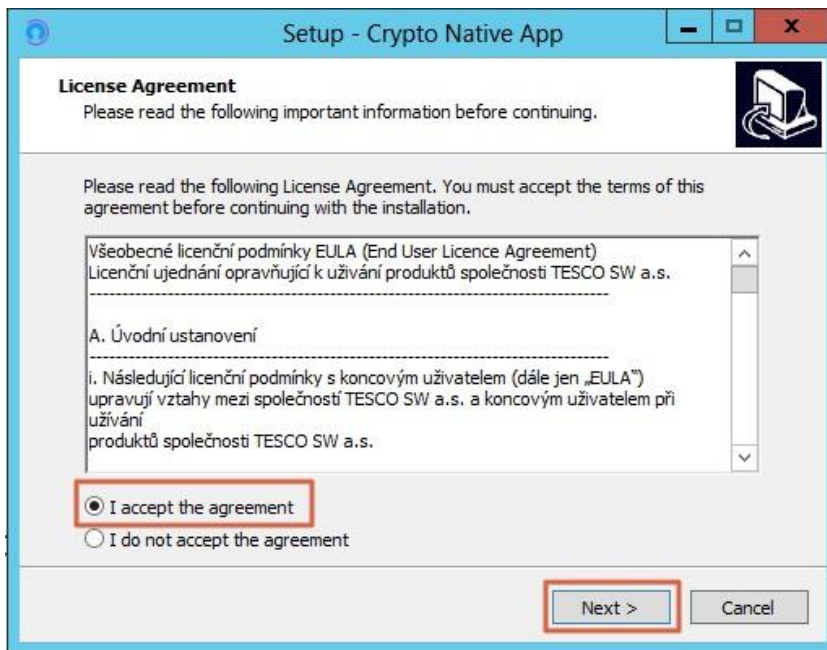 Setup - Crypto Native App
License Agreement
Please read the following important information before continuing.
Please read the following License Agreement. You must accept the terms of this
agreement before continuing with the installation.
Všeobecné licenční podmínky EULA (End User Licence Agreement)
Licenční ujednání opravňující k užívání produktů společnosti TESCO SW a.s.
--------------------------------------------------------------------------------
A. Úvodní ustanovení
--------------------------------------------------------------------------------
i. Následující licenční podmínky s koncovým uživatelem (dále jen „EULA“)
upravují vztahy mezi společností TESCO SW a.s. a koncovým uživatelem při
užívání
produktů společnosti TESCO SW a.s.
I accept the agreement
I do not accept the agreement
Next >
Cancel